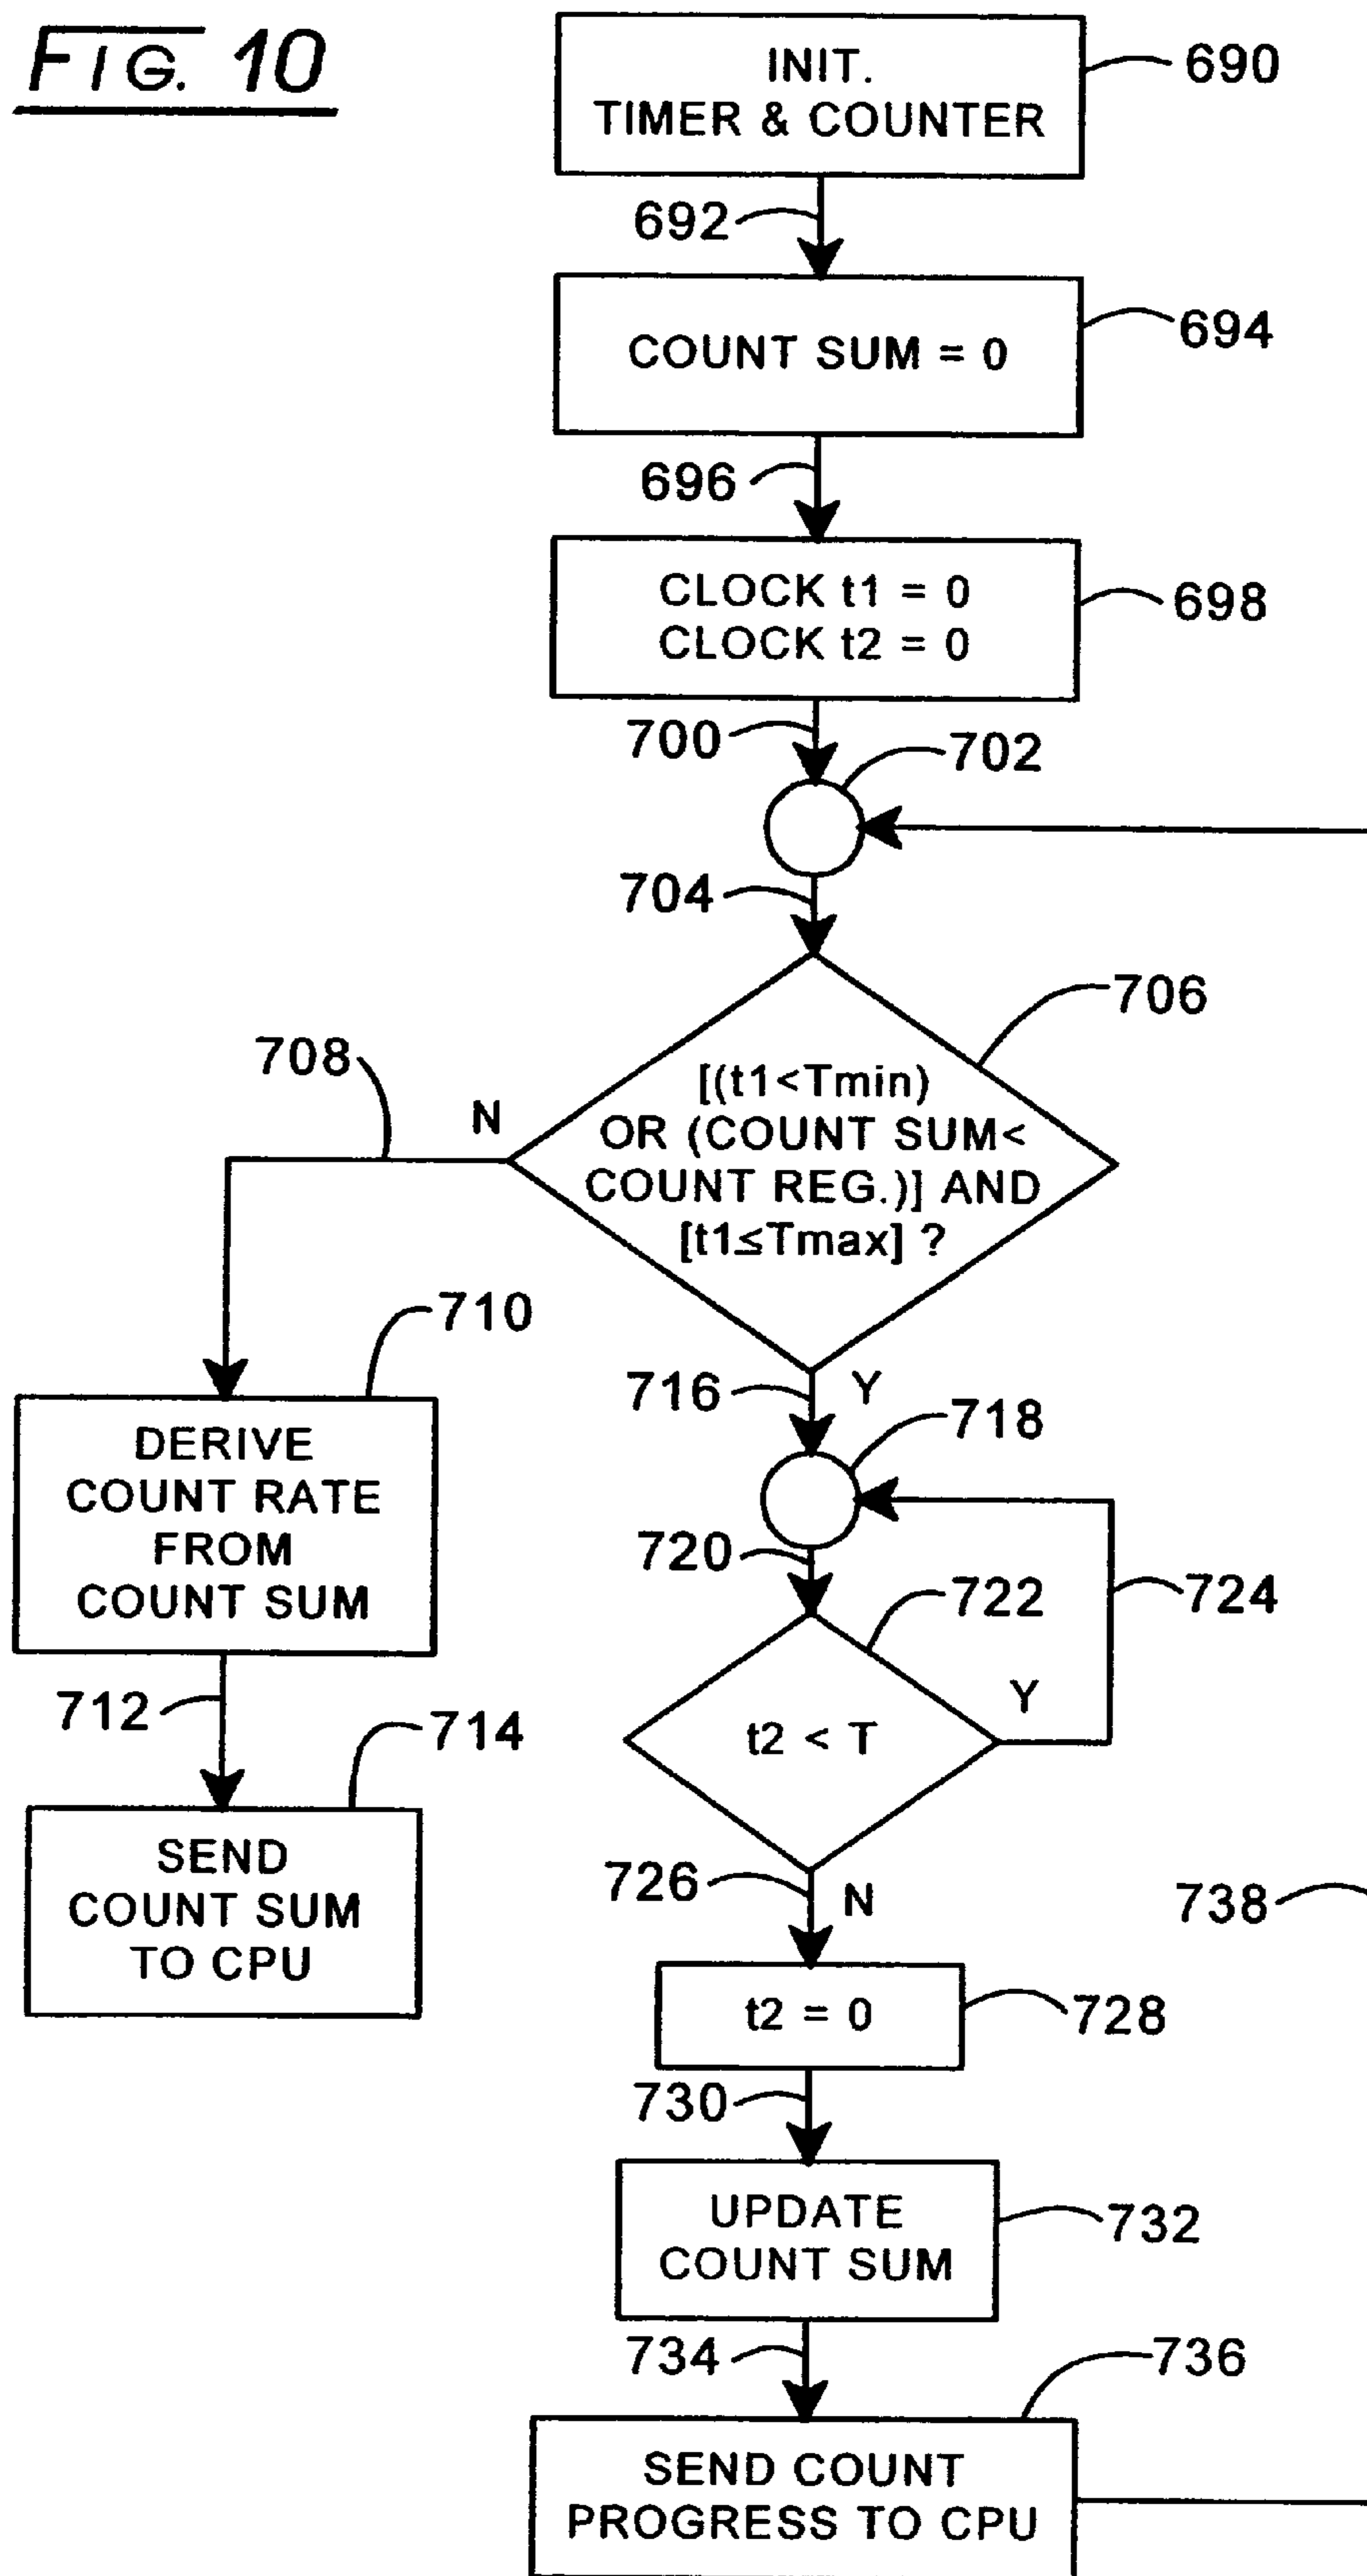 FIG. 10
INIT.
TIMER & COUNTER
690
692
COUNT SUM = 0
694
696
CLOCK t1 = 0
CLOCK t2 = 0
698
700
702
704
706
708
N
[(t1<Tmin)
OR (COUNT SUM<
COUNT REG.)] AND
[t1≤Tmax] ?
710
716
Y
718
DERIVE
COUNT RATE
FROM
COUNT SUM
720
722
724
712
714
Y
t2 < T
SEND
COUNT SUM
TO CPU
726
N
738
t2 = 0
728
730
UPDATE
COUNT SUM
732
734
736
SEND COUNT
PROGRESS TO CPU